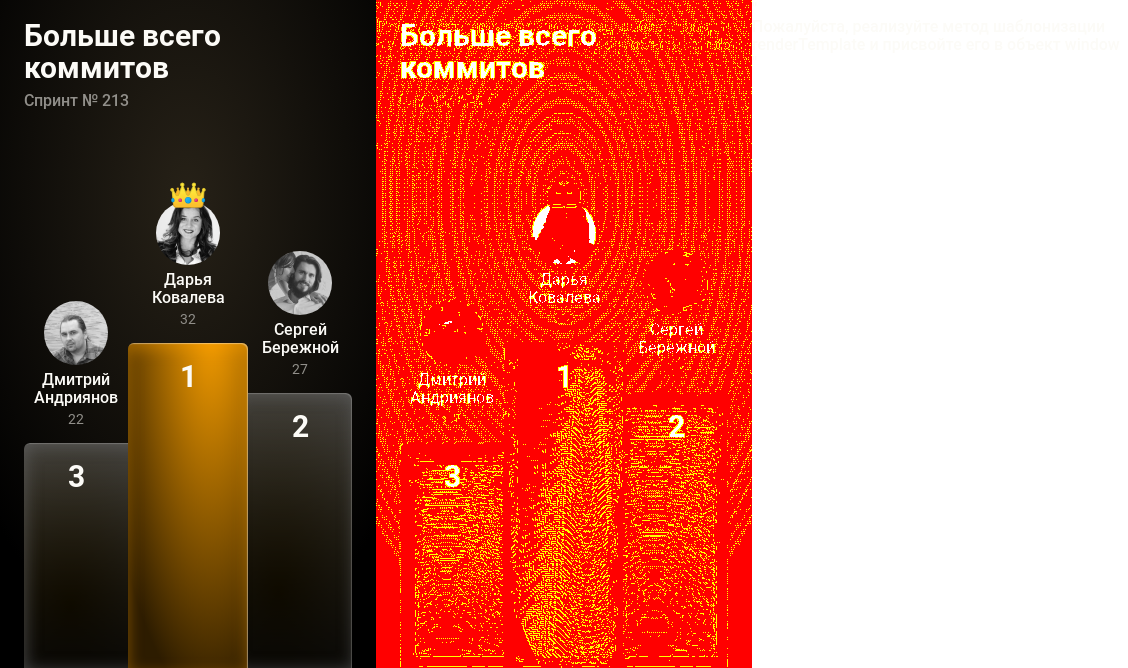 Больше всего
коммитов
Спринт № 213
Дарья
Ковалева
32
Сергей
Бережной
27
Дмитрий
Андриянов
22
1
2
3
Больше всего
коммитов
Дарья
Ковалева
Сергей
Бережной
Дмитрий
Андриянов
1
2
3